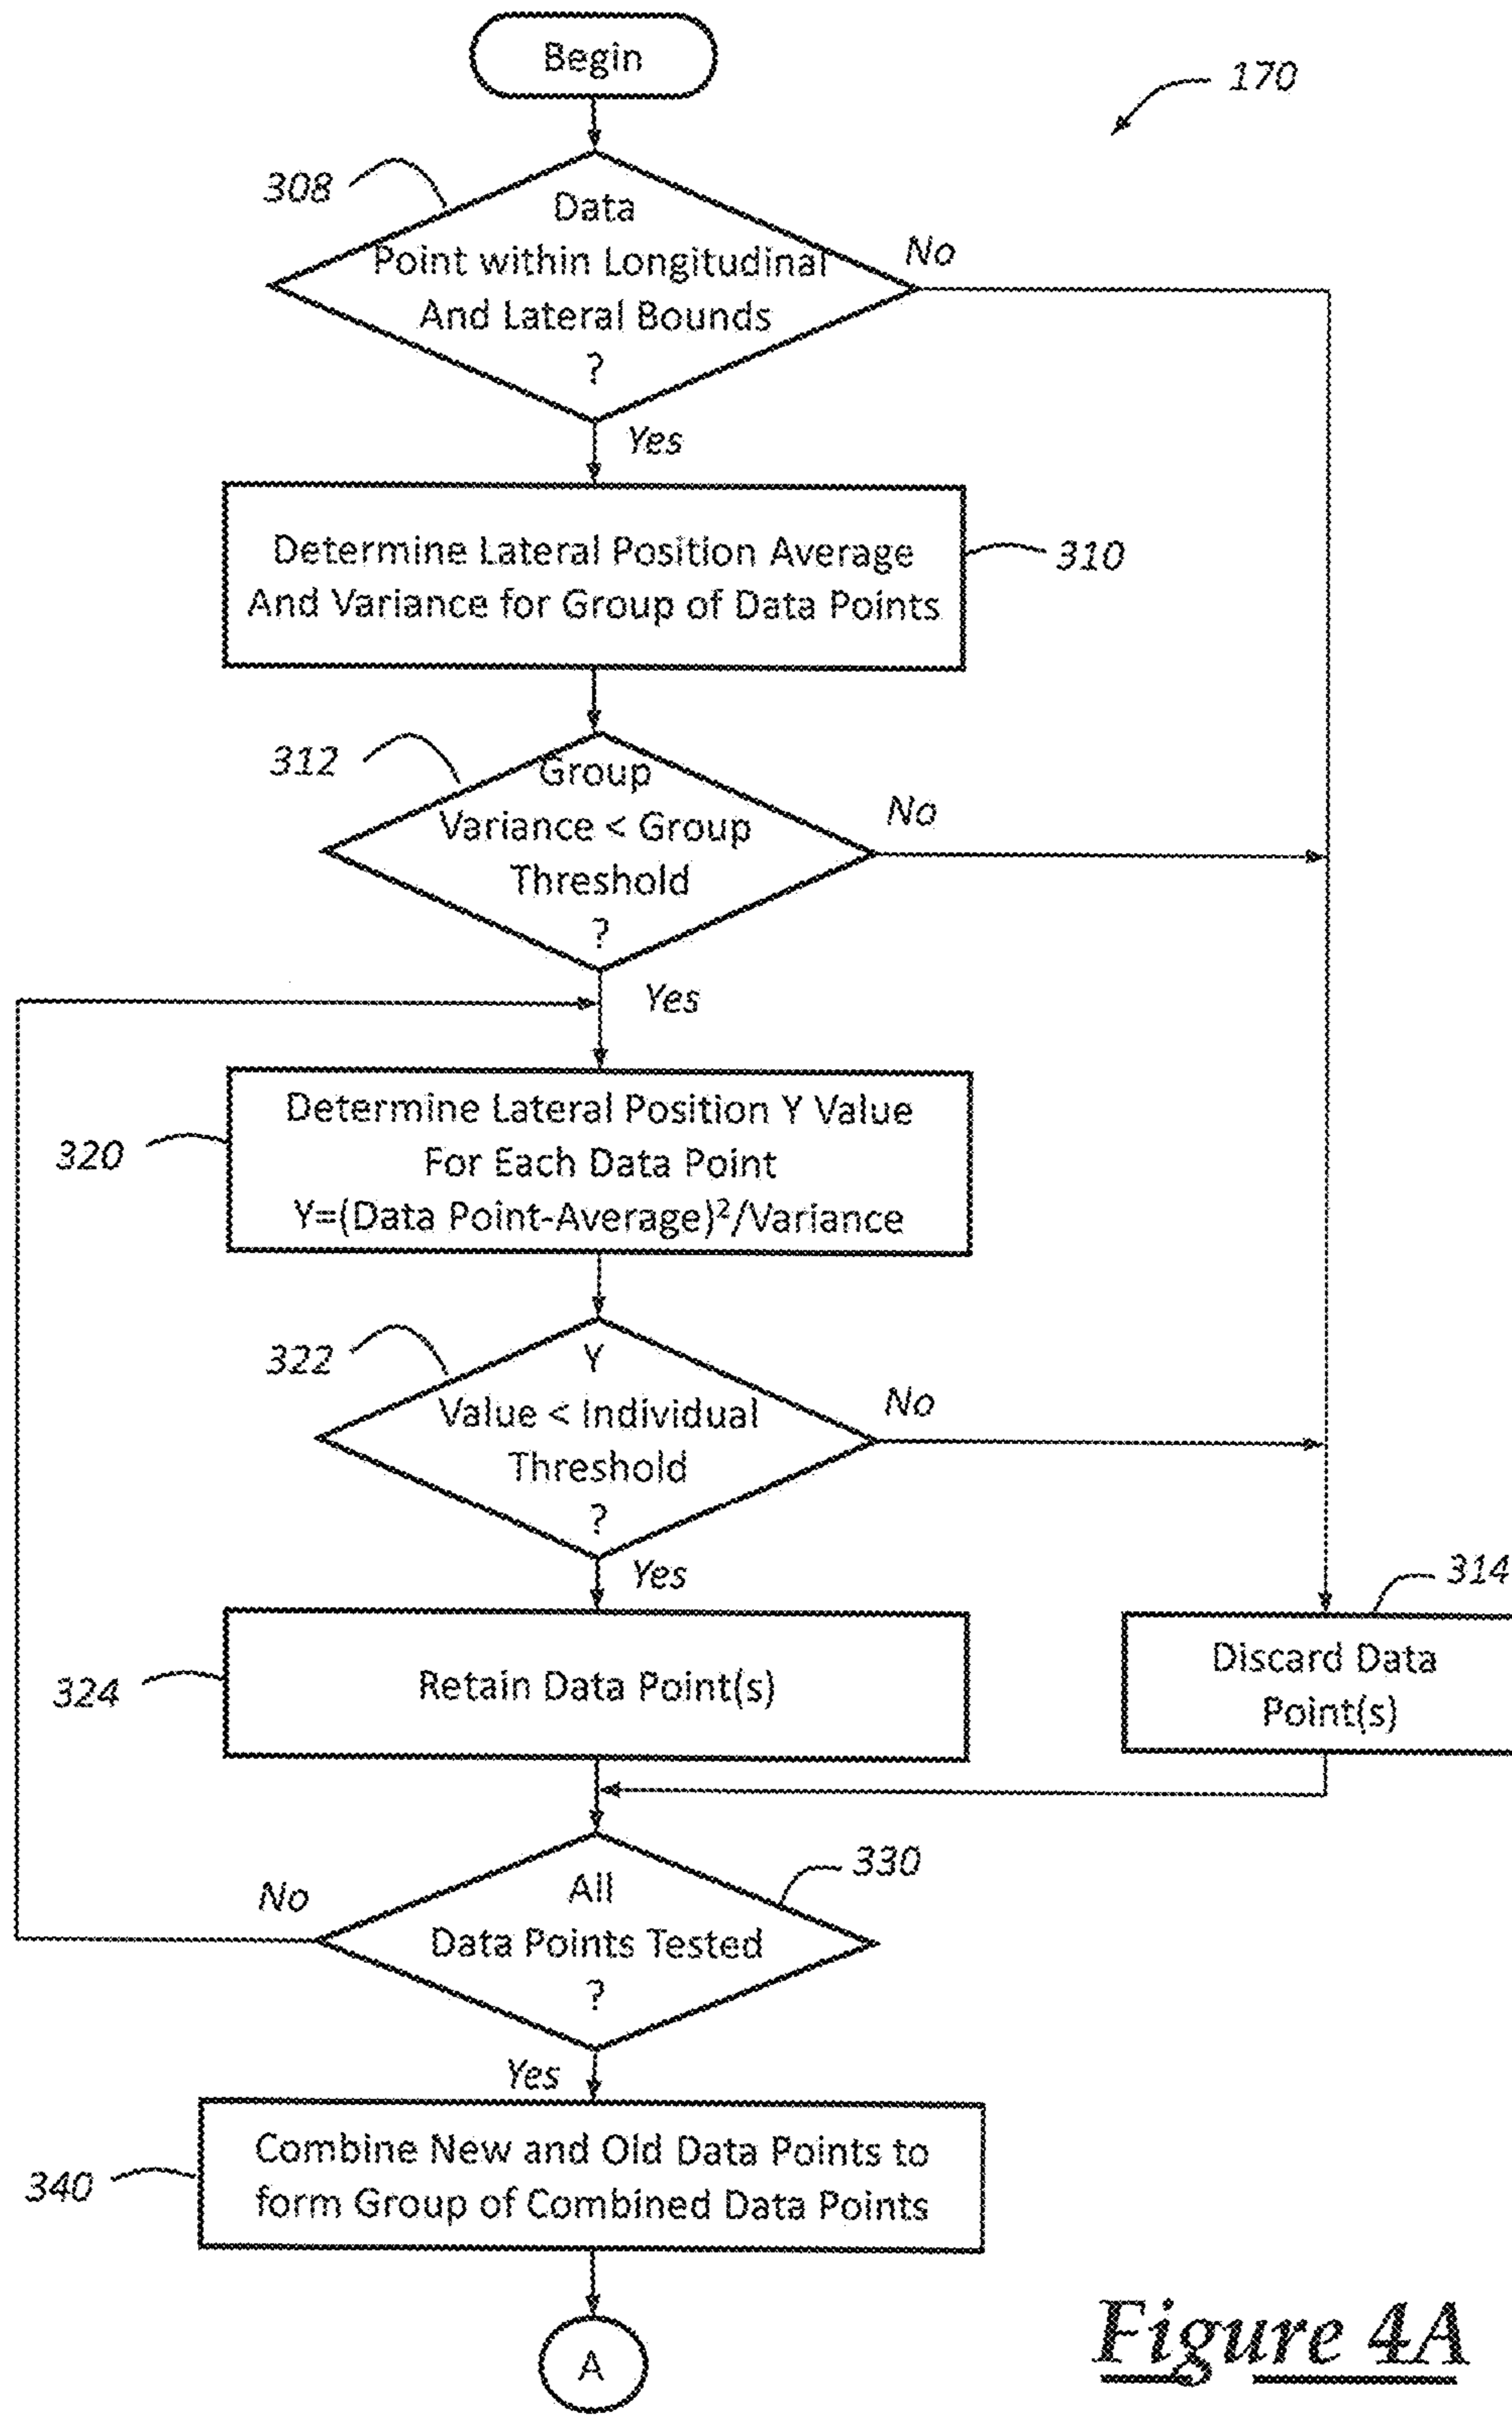 Begin
170
308
Data
Point within Longitudinal
And Lateral Bounds
?
No
Yes
Determine Lateral Position Average
And Variance for Group of Data Points
310
312
Group
Variance < Group
Threshold
?
No
Yes
Determine Lateral Position Y Value
For Each Data Point
Y=(Data Point-Average)²/Variance
320
322
Y
Value < Individual
Threshold
?
No
Yes
314
324
Retain Data Point(s)
Discard Data
Point(s)
330
All
Data Points Tested
?
No
Yes
340
Combine New and Old Data Points to
form Group of Combined Data Points
A
Figure 4A